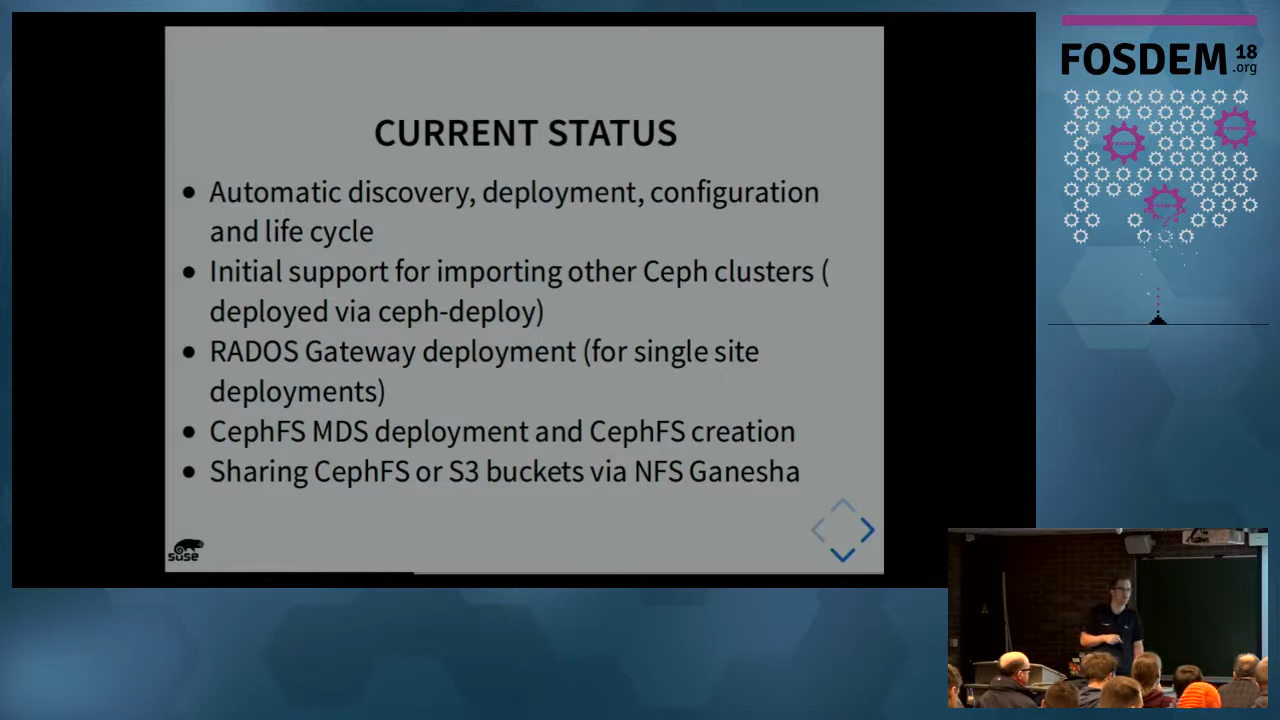 CURRENT STATUS
• Automatic discovery, deployment, configuration
and life cycle
• Initial support for importing other Ceph clusters (
deployed via ceph-deploy)
• RADOS Gateway deployment (for single site
deployments)
• CephFS MDS deployment and CephFS creation
• Sharing CephFS or S3 buckets via NFS Ganesha
suse
FOSDEM 18
.org